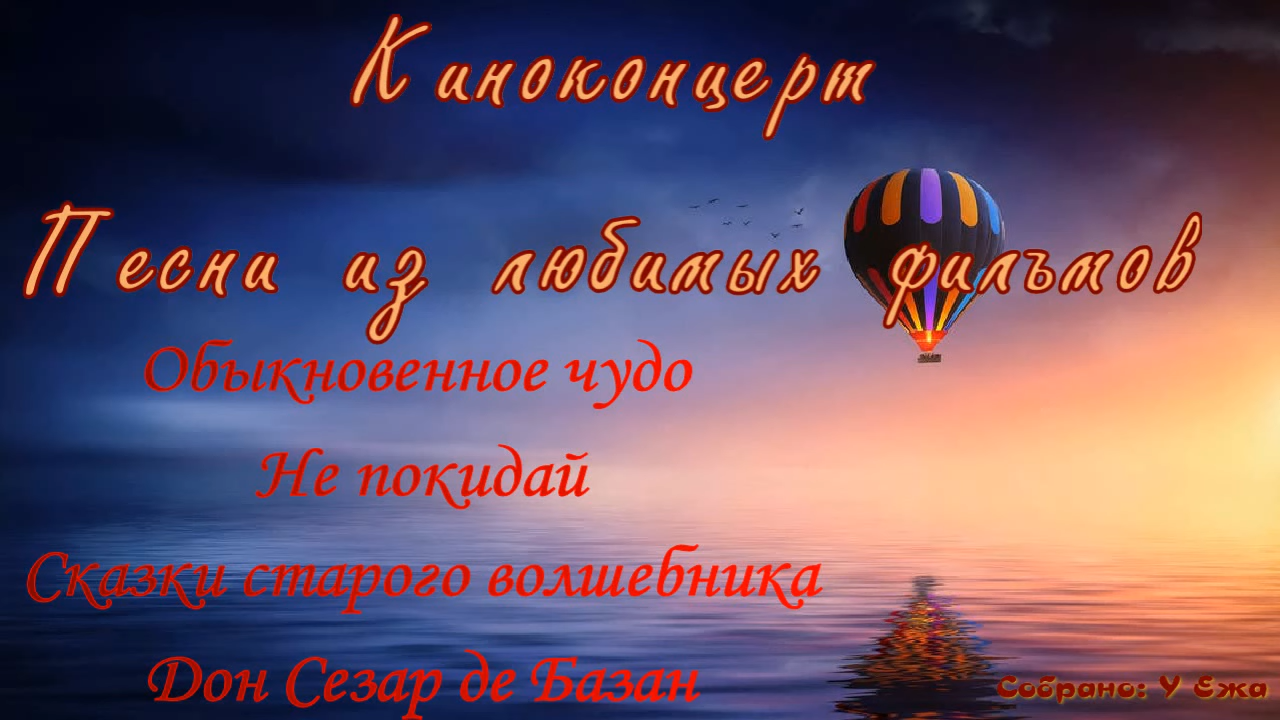 Киноконцерт
Песни из любимых фильмов
Обыкновенное чудо
Не покидай
Сказки старого волшебника
Дон Сезар де Базан
Собрано: У Ежа